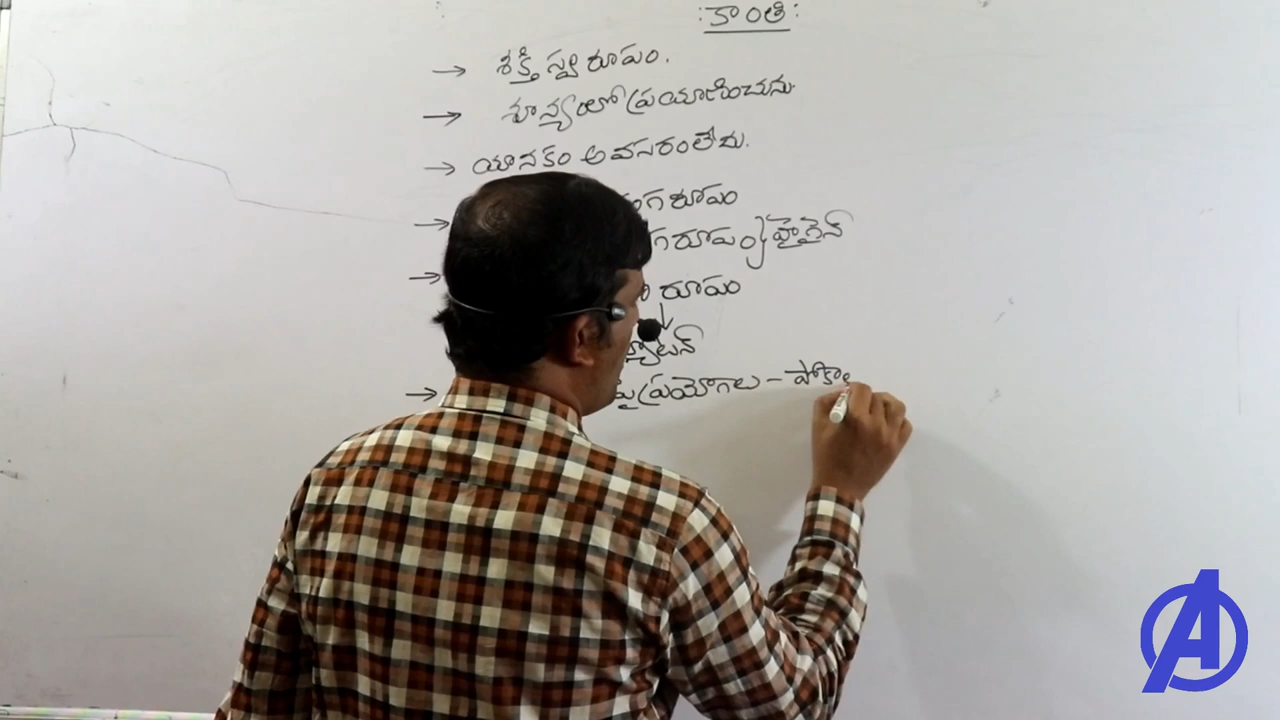 :కాంతి:
→ శక్తి స్వరూపం.
→ శూన్యంలో ప్రయాణించును.
→ యానకం అవసరంలేదు.
→ రూపం
→ రూపం } హైగెన్
రూపం
↓
న్యూటన్
→ పై ప్రయోగాల -
A